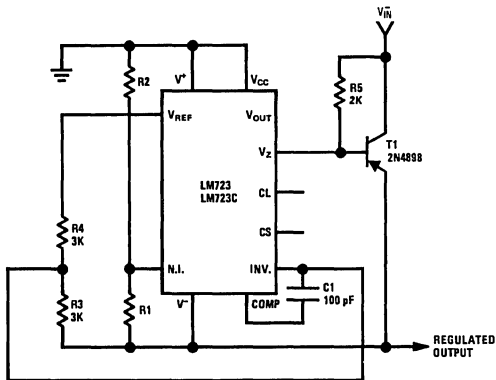 V⁻IN
V⁺
VCC
R2
R5
2K
VREF
VOUT
VZ
T1
2N4898
LM723
LM723C
CL
CS
R4
3K
N.I.
INV.
R3
3K
R1
V⁻
COMP
C1
100 pF
REGULATED
OUTPUT